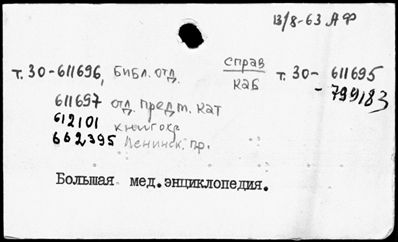 13/8-63 АФ
т. 30-611696, библ. отд.
611697 отд. предм. кат
612101 книгохр
662395 Ленинск. пр.
справ
каб
т. 30- 611695
- 799183
Большая мед.энциклопедия.